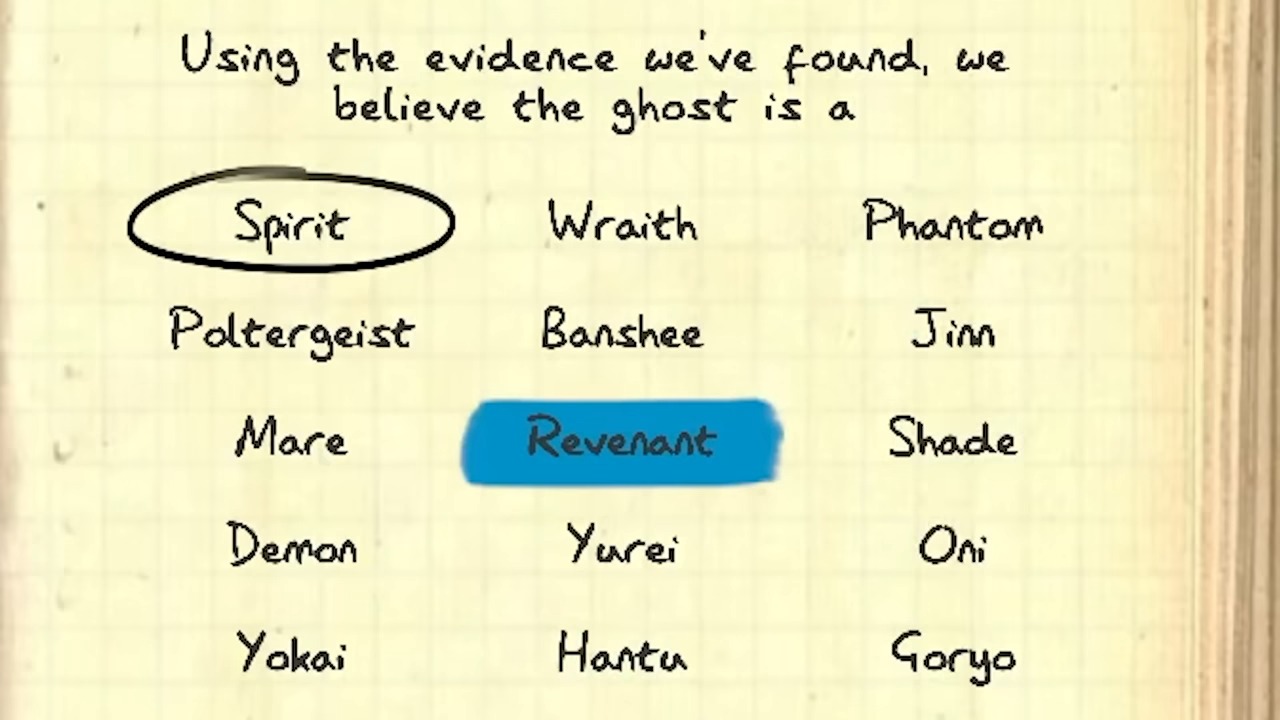 Using the evidence we've found, we
believe the ghost is a
Spirit Wraith Phantom
Poltergeist Banshee Jinn
Mare Revenant Shade
Demon Yurei Oni
Yokai Hantu Goryo